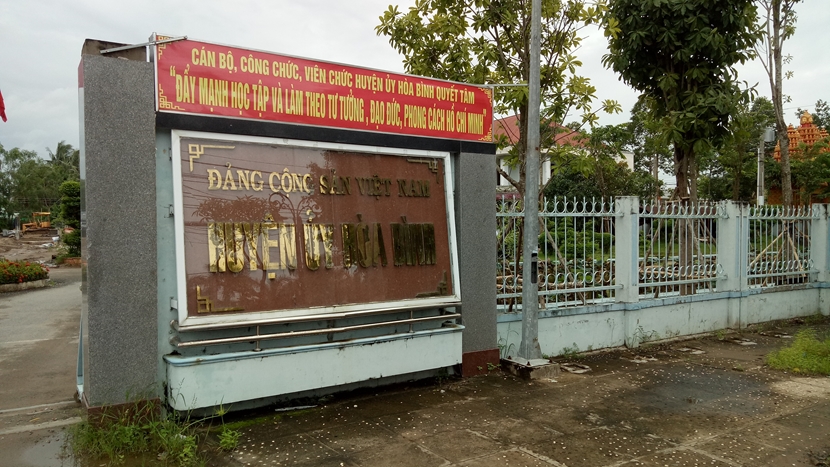 CÁN BỘ, CÔNG CHỨC, VIÊN CHỨC HUYỆN ỦY HÒA BÌNH QUYẾT TÂM
"ĐẨY MẠNH HỌC TẬP VÀ LÀM THEO TƯ TƯỞNG , ĐẠO ĐỨC, PHONG CÁCH HỒ CHÍ MINH"
ĐẢNG CỘNG SẢN VIỆT NAM
HUYỆN ỦY HÒA BÌNH